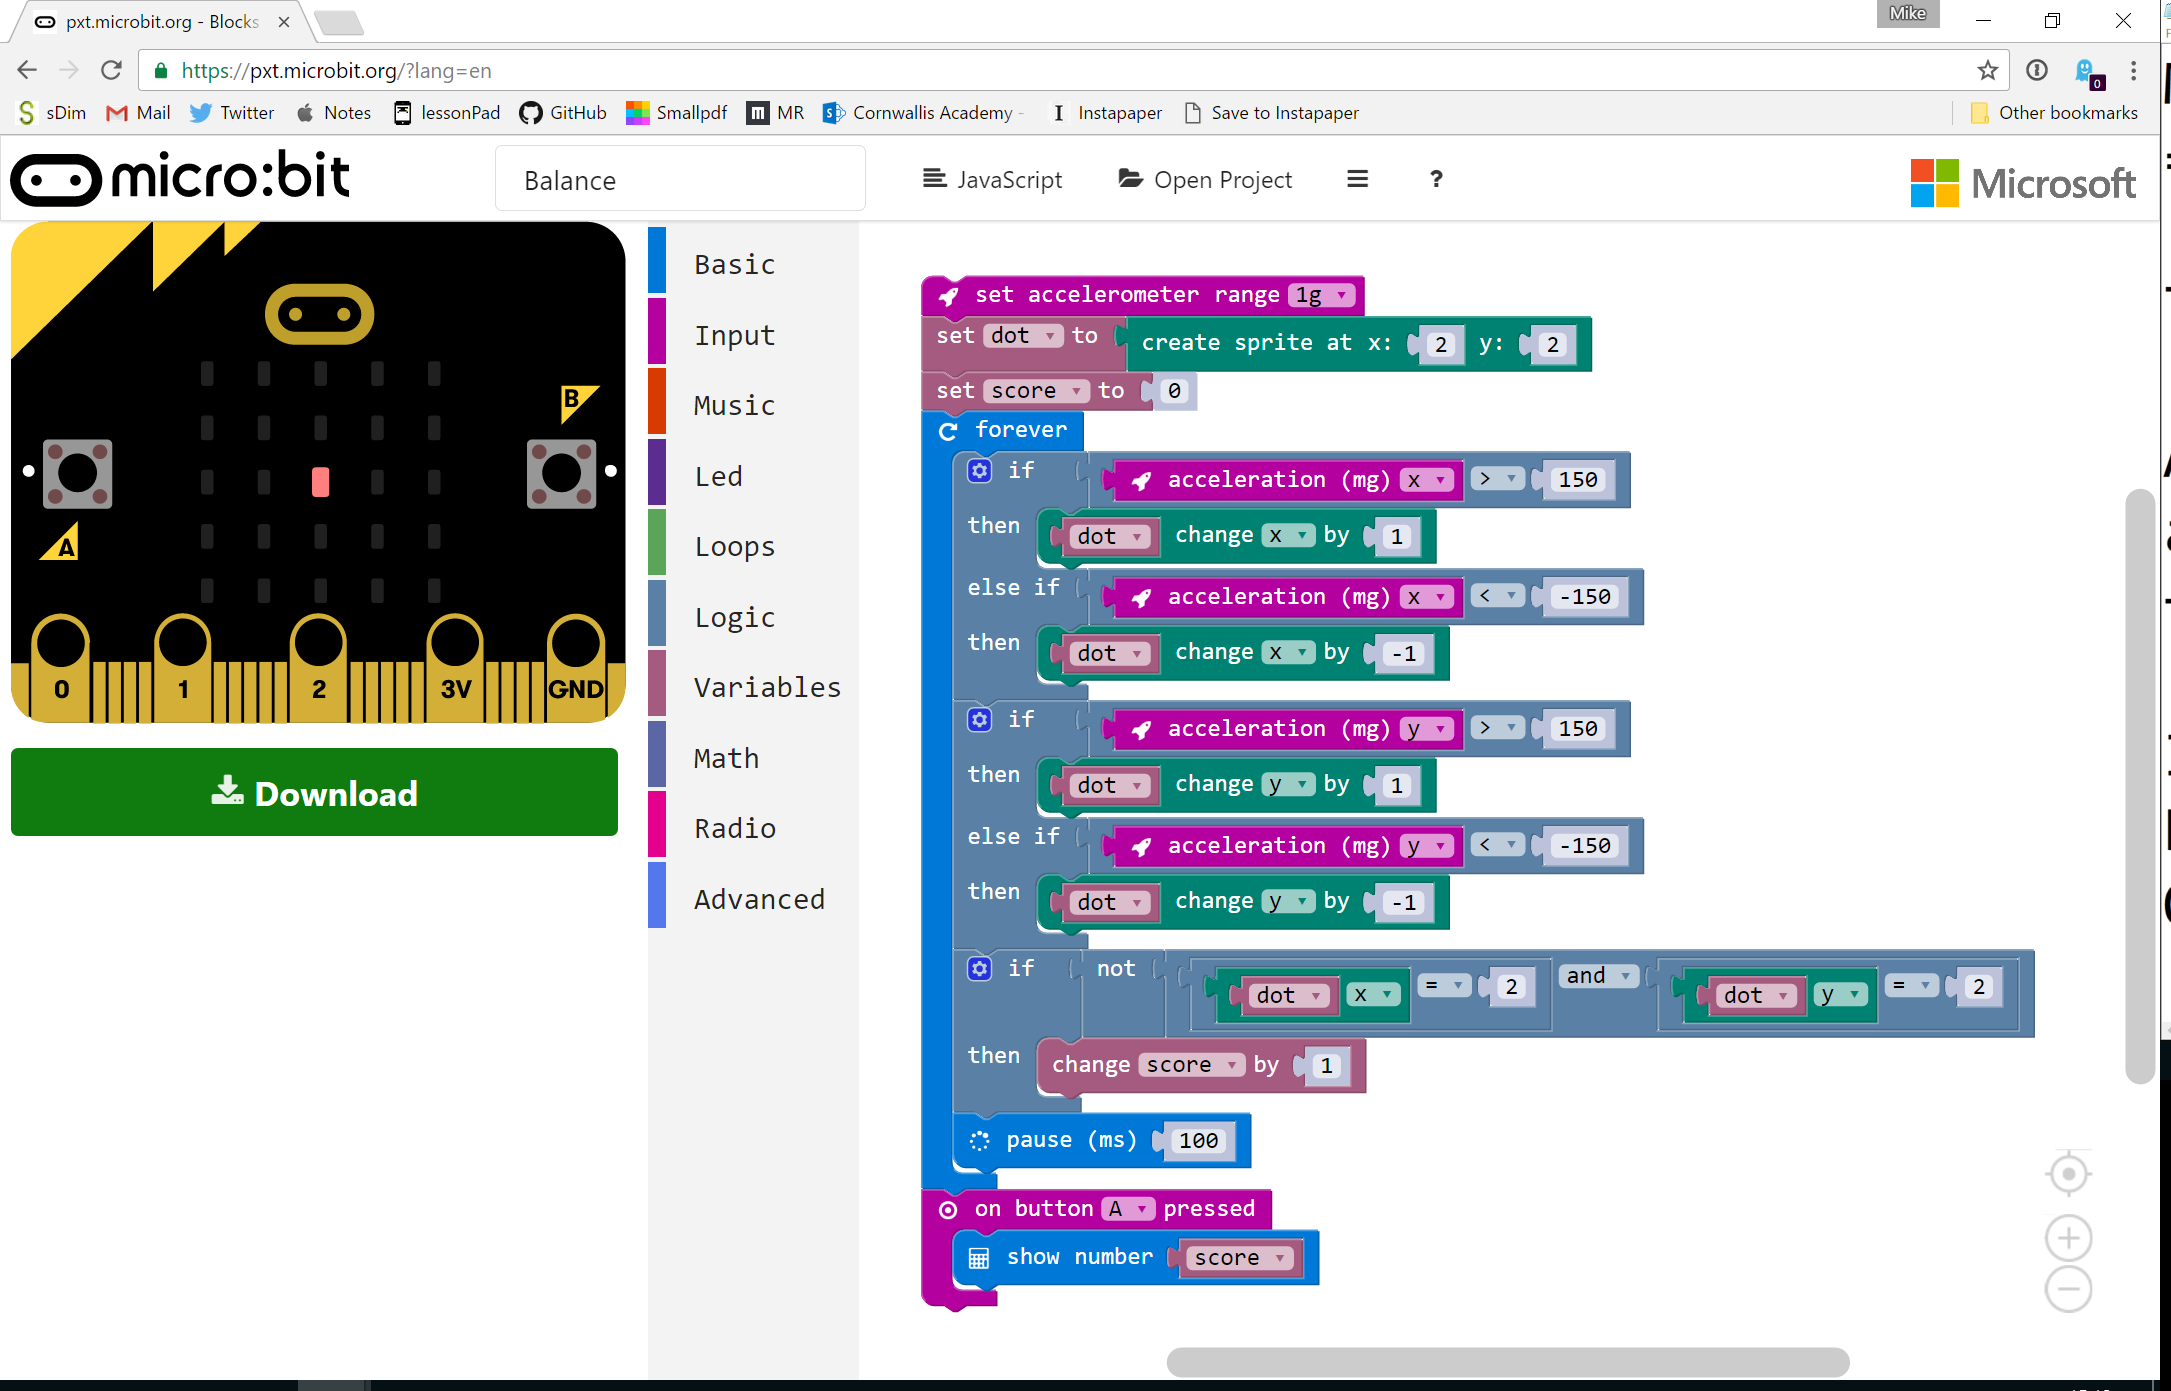 pxt.microbit.org - Blocks
Mike
https://pxt.microbit.org/?lang=en
0
sDim Mail Twitter Notes lessonPad GitHub Smallpdf MR Cornwallis Academy - Instapaper Save to Instapaper Other bookmarks
micro:bit
Balance
JavaScript Open Project ?
Microsoft
B
A
0 1 2 3V GND
Download
Basic
Input
Music
Led
Loops
Logic
Variables
Math
Radio
Advanced
set accelerometer range 1g
set dot to create sprite at x: 2 y: 2
set score to 0
forever
if acceleration (mg) x > 150
then dot change x by 1
else if acceleration (mg) x < -150
then dot change x by -1
if acceleration (mg) y > 150
then dot change y by 1
else if acceleration (mg) y < -150
then dot change y by -1
if not dot x = 2 and dot y = 2
then change score by 1
pause (ms) 100
on button A pressed
show number score